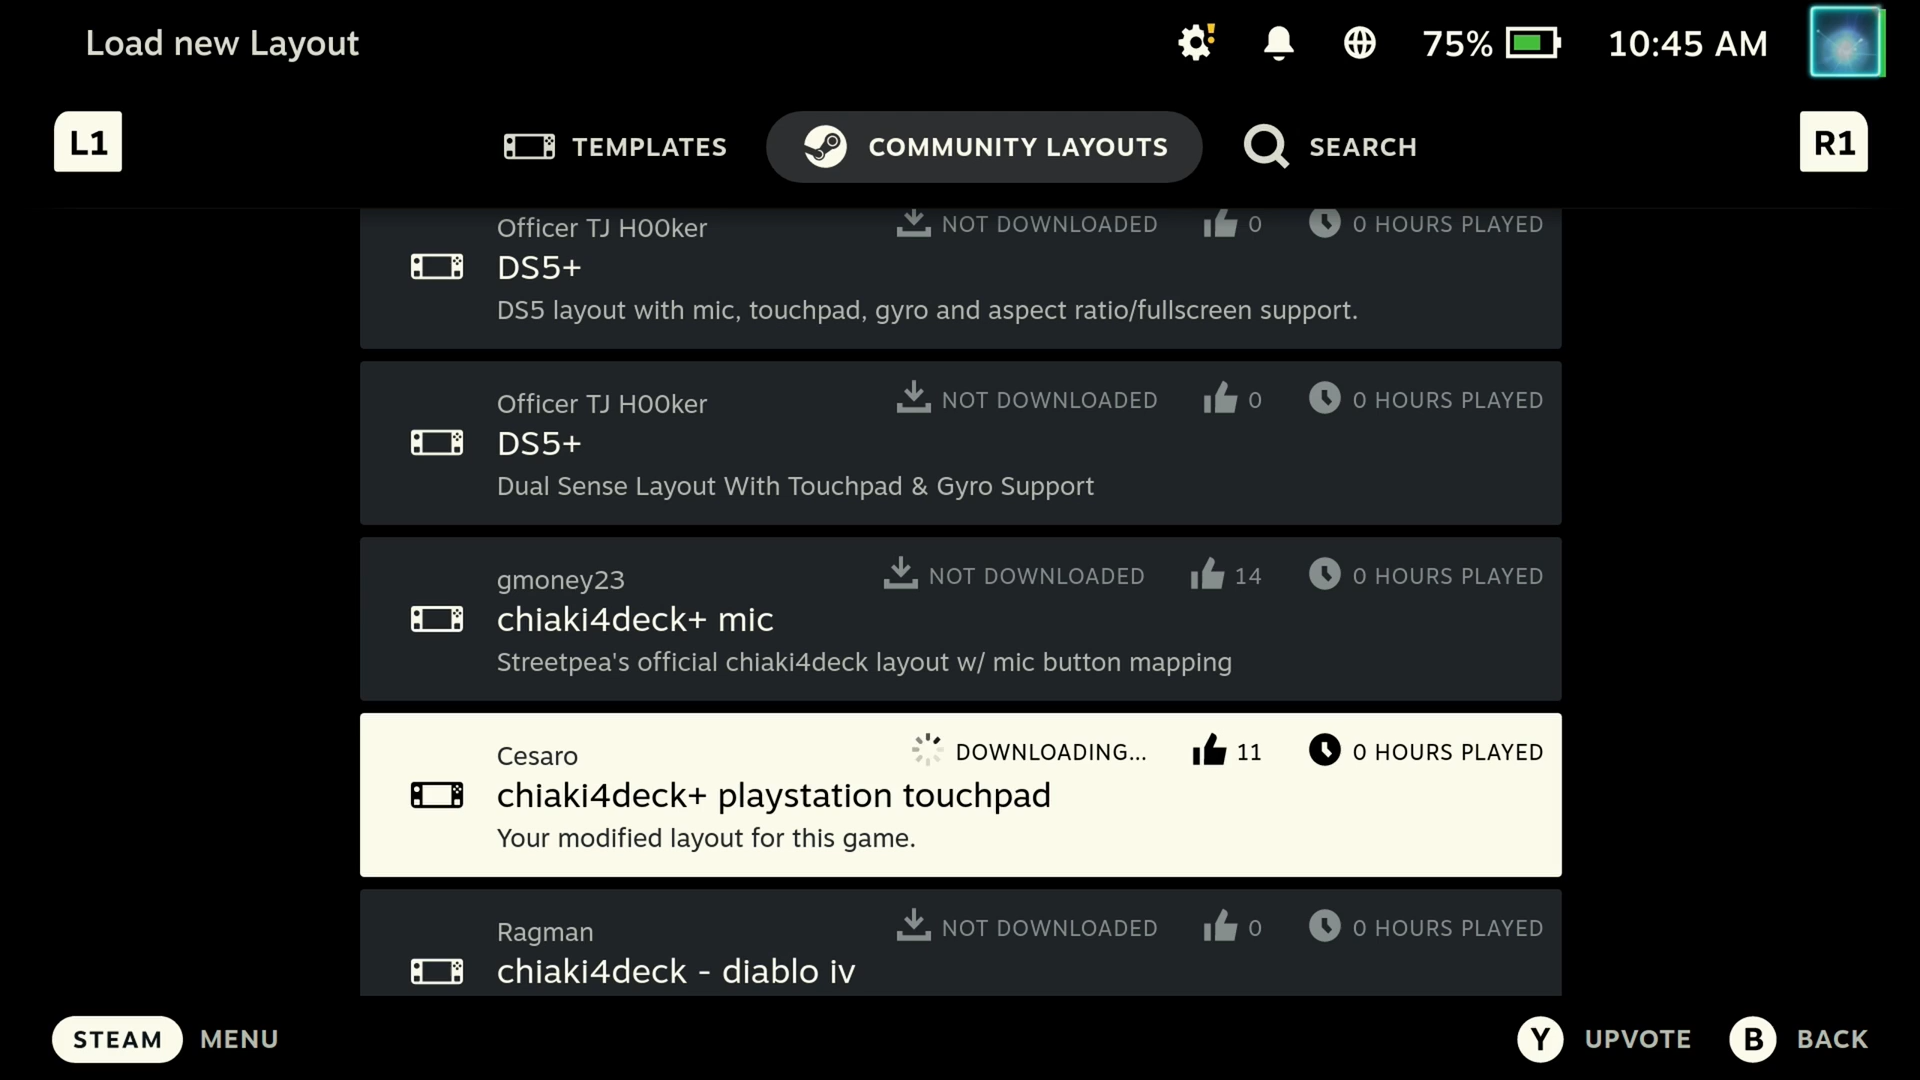 Load new Layout
75%
10:45 AM
L1
TEMPLATES
COMMUNITY LAYOUTS
SEARCH
R1
Officer TJ H00ker
NOT DOWNLOADED
0
0 HOURS PLAYED
DS5+
DS5 layout with mic, touchpad, gyro and aspect ratio/fullscreen support.
Officer TJ H00ker
NOT DOWNLOADED
0
0 HOURS PLAYED
DS5+
Dual Sense Layout With Touchpad & Gyro Support
gmoney23
NOT DOWNLOADED
14
0 HOURS PLAYED
chiaki4deck+ mic
Streetpea's official chiaki4deck layout w/ mic button mapping
Cesaro
DOWNLOADING...
11
0 HOURS PLAYED
chiaki4deck+ playstation touchpad
Your modified layout for this game.
Ragman
NOT DOWNLOADED
0
0 HOURS PLAYED
chiaki4deck - diablo iv
STEAM
MENU
Y
UPVOTE
B
BACK